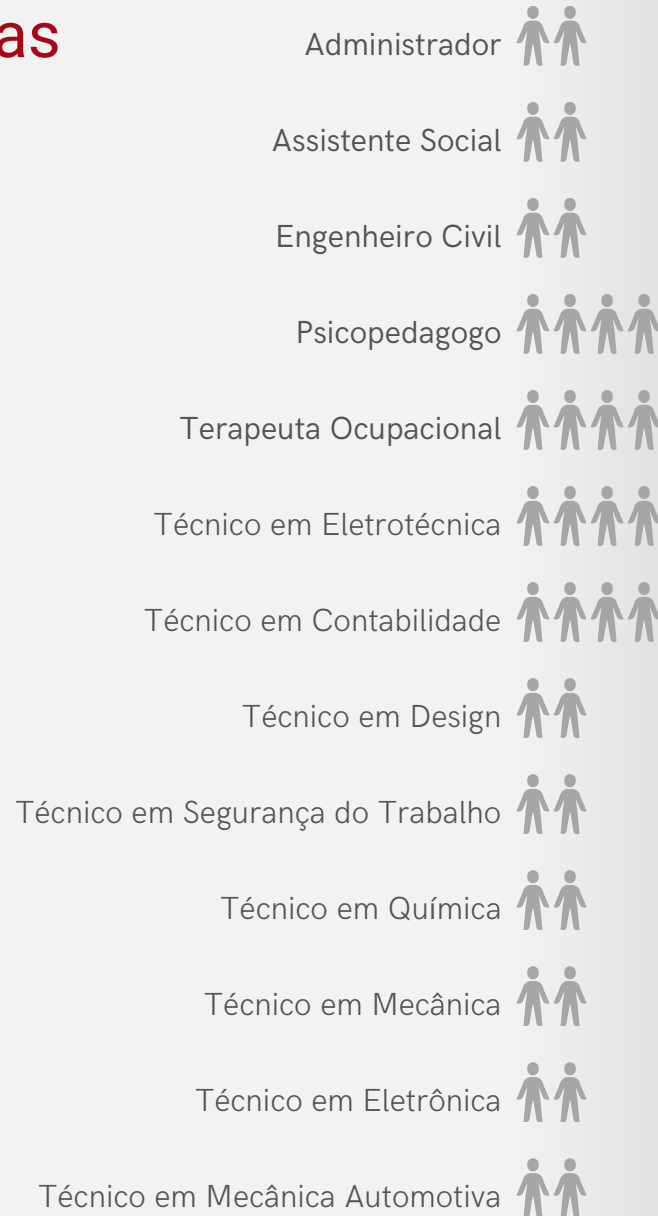 as
Administrador
Assistente Social
Engenheiro Civil
Psicopedagogo
Terapeuta Ocupacional
Técnico em Eletrotécnica
Técnico em Contabilidade
Técnico em Design
Técnico em Segurança do Trabalho
Técnico em Química
Técnico em Mecânica
Técnico em Eletrônica
Técnico em Mecânica Automotiva